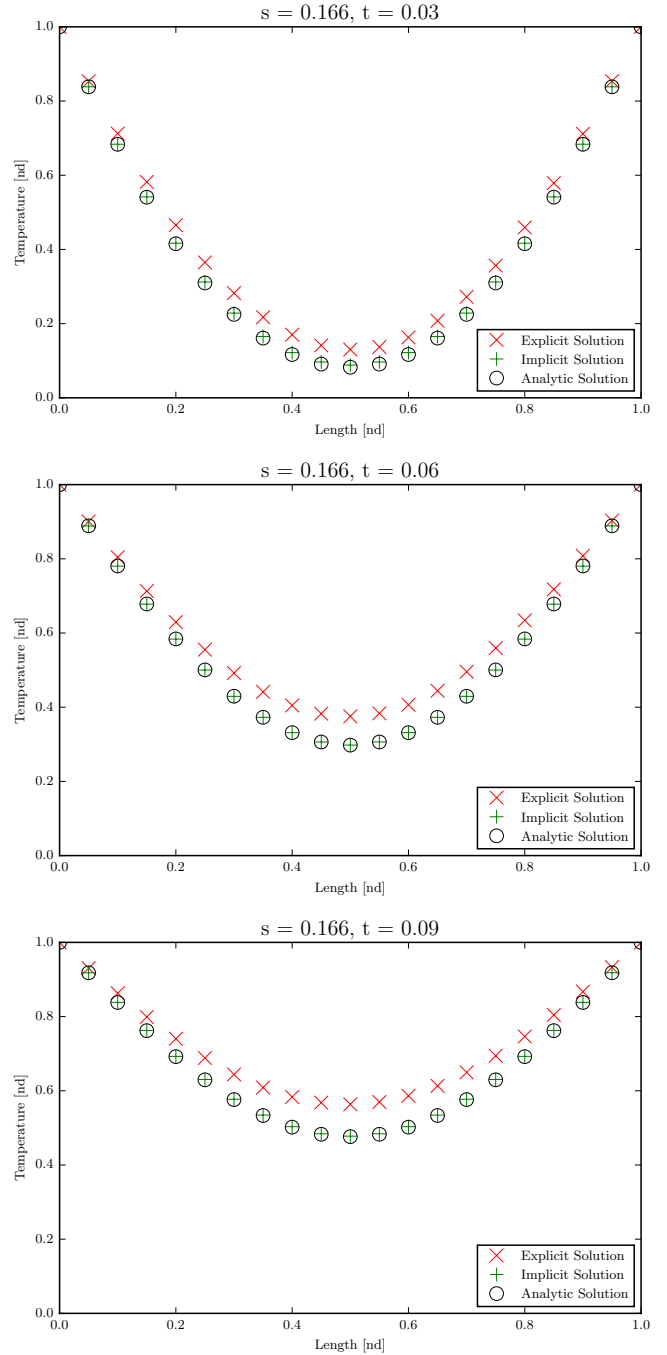 s = 0.166, t = 0.03
1.0
0.8
0.6
0.4
0.2
0.0
Temperature [nd]
Explicit Solution
Implicit Solution
Analytic Solution
0.0 0.2 0.4 0.6 0.8 1.0
Length [nd]
s = 0.166, t = 0.06
1.0
0.8
0.6
0.4
0.2
0.0
Temperature [nd]
Explicit Solution
Implicit Solution
Analytic Solution
0.0 0.2 0.4 0.6 0.8 1.0
Length [nd]
s = 0.166, t = 0.09
1.0
0.8
0.6
0.4
0.2
0.0
Temperature [nd]
Explicit Solution
Implicit Solution
Analytic Solution
0.0 0.2 0.4 0.6 0.8 1.0
Length [nd]